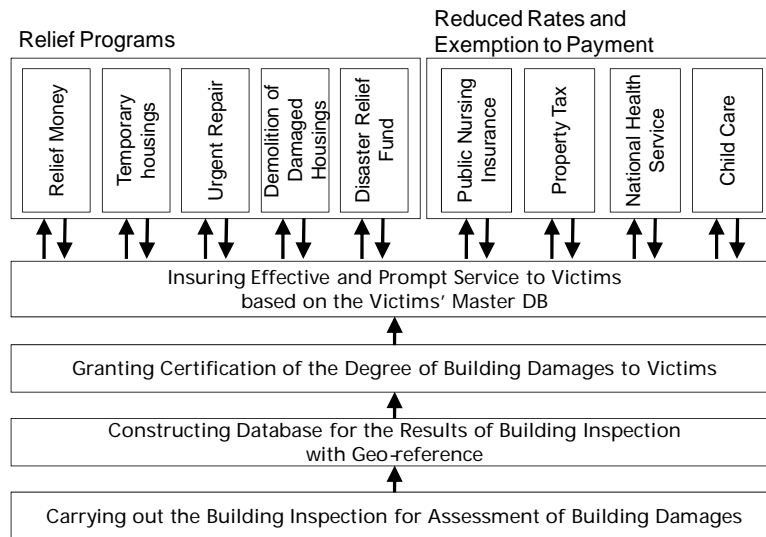 Relief Programs
Reduced Rates and
Exemption to Payment
Relief Money
Temporary
housings
Urgent Repair
Demolition of
Damaged
Housings
Disaster Relief
Fund
Public Nursing
Insurance
Property Tax
National Health
Service
Child Care
Insuring Effective and Prompt Service to Victims
based on the Victims' Master DB
Granting Certification of the Degree of Building Damages to Victims
Constructing Database for the Results of Building Inspection
with Geo-reference
Carrying out the Building Inspection for Assessment of Building Damages